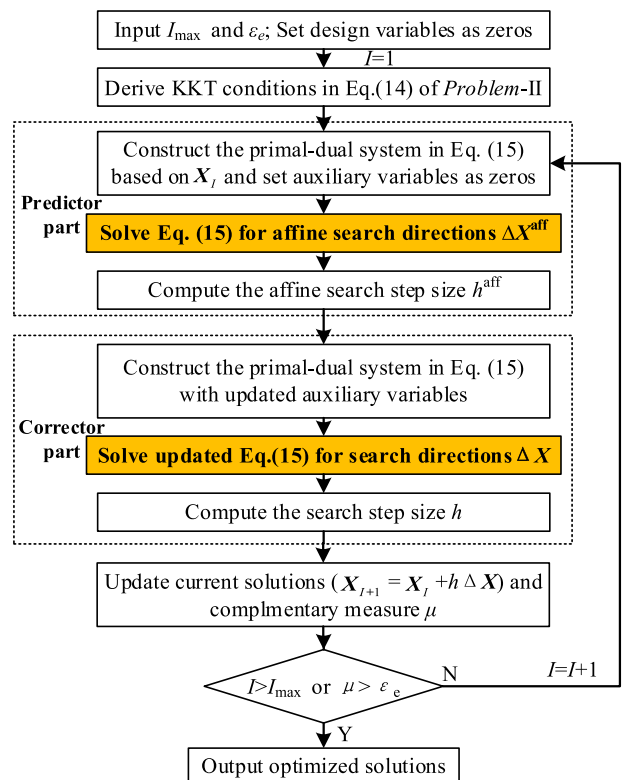 Input I_max and ε_e; Set design variables as zeros
I=1
Derive KKT conditions in Eq.(14) of Problem-II
Predictor part
Construct the primal-dual system in Eq. (15)
based on X_I and set auxiliary variables as zeros
Solve Eq. (15) for affine search directions ΔX^aff
Compute the affine search step size h^aff
Corrector part
Construct the primal-dual system in Eq. (15)
with updated auxiliary variables
Solve updated Eq.(15) for search directions Δ X
Compute the search step size h
Update current solutions (X_{I+1} = X_I +h Δ X) and
complmentary measure μ
I>I_max or μ> ε_e
N
I=I+1
Y
Output optimized solutions